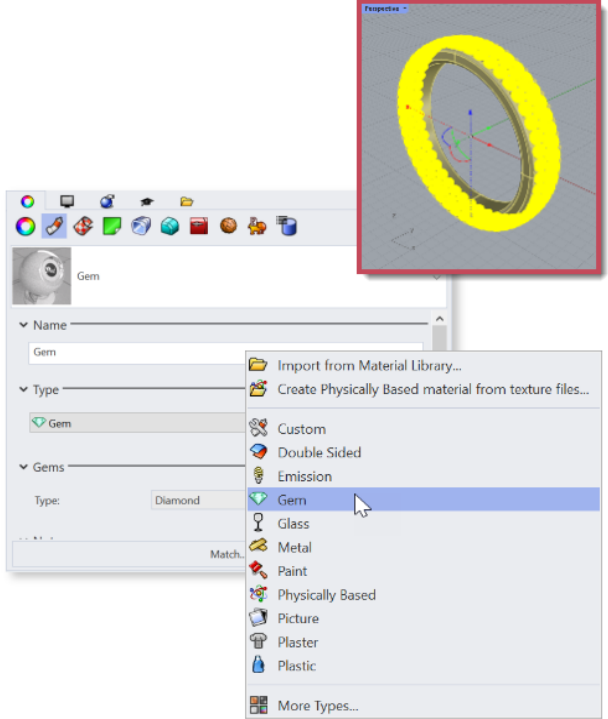 Perspective
Gem
Name
Gem
Type
Gem
Gems
Type:
Diamond
Match..
Import from Material Library...
Create Physically Based material from texture files...
Custom
Double Sided
Emission
Gem
Glass
Metal
Paint
Physically Based
Picture
Plaster
Plastic
More Types...